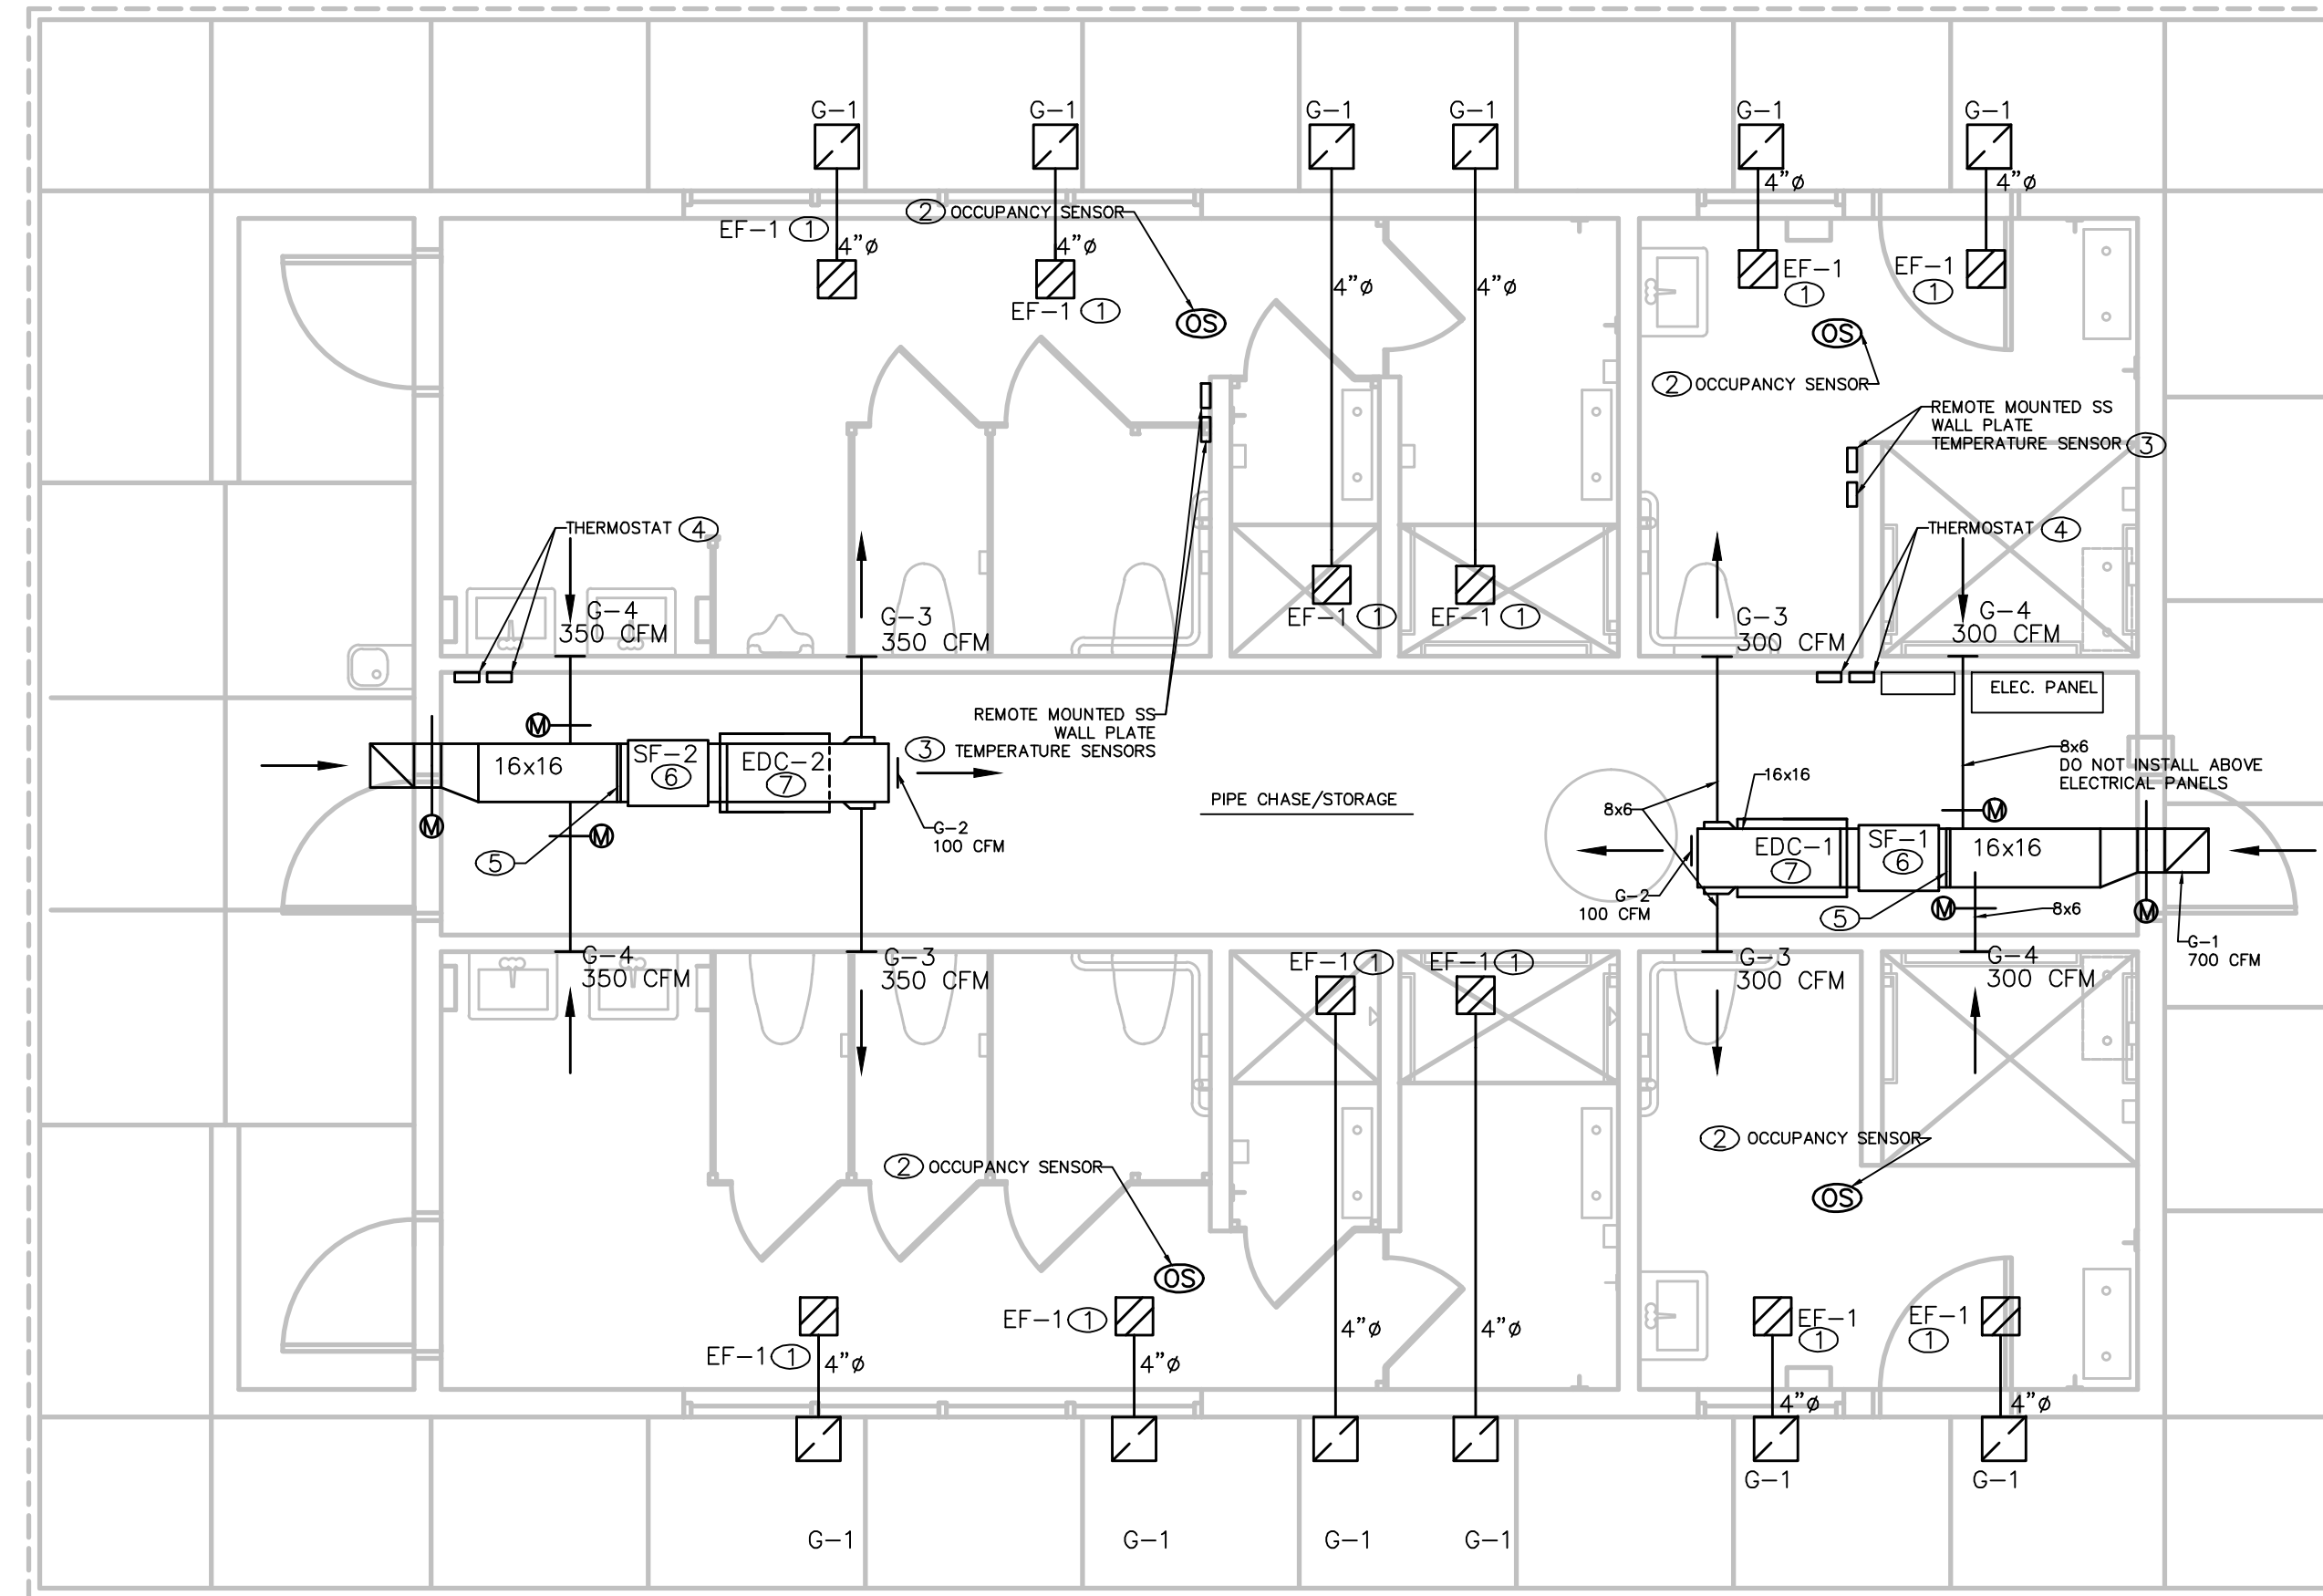 G-1
G-1
G-1
G-1
G-1
G-1
4"ø
4"ø
② OCCUPANCY SENSOR
EF-1 ①
4"ø
4"ø
EF-1
①
EF-1
①
4"ø
4"ø
EF-1 ①
OS
OS
② OCCUPANCY SENSOR
REMOTE MOUNTED SS
WALL PLATE
TEMPERATURE SENSOR ③
THERMOSTAT ④
THERMOSTAT ④
G-4
350 CFM
G-3
350 CFM
EF-1 ①
EF-1 ①
G-3
300 CFM
G-4
300 CFM
ELEC. PANEL
REMOTE MOUNTED SS
WALL PLATE
③ TEMPERATURE SENSORS
M
M
M
16x16
SF-2
⑥
EDC-2
⑦
G-2
100 CFM
⑤
PIPE CHASE/STORAGE
8x6
16x16
8x6
DO NOT INSTALL ABOVE
ELECTRICAL PANELS
M
EDC-1
⑦
SF-1
⑥
16x16
G-2
100 CFM
⑤
M
8x6
M
G-1
700 CFM
G-4
350 CFM
G-3
350 CFM
EF-1 ①
EF-1 ①
G-3
300 CFM
G-4
300 CFM
② OCCUPANCY SENSOR
② OCCUPANCY SENSOR
OS
OS
EF-1 ①
EF-1 ①
4"ø
4"ø
4"ø
4"ø
EF-1
①
EF-1
①
4"ø
4"ø
G-1
G-1
G-1
G-1
G-1
G-1